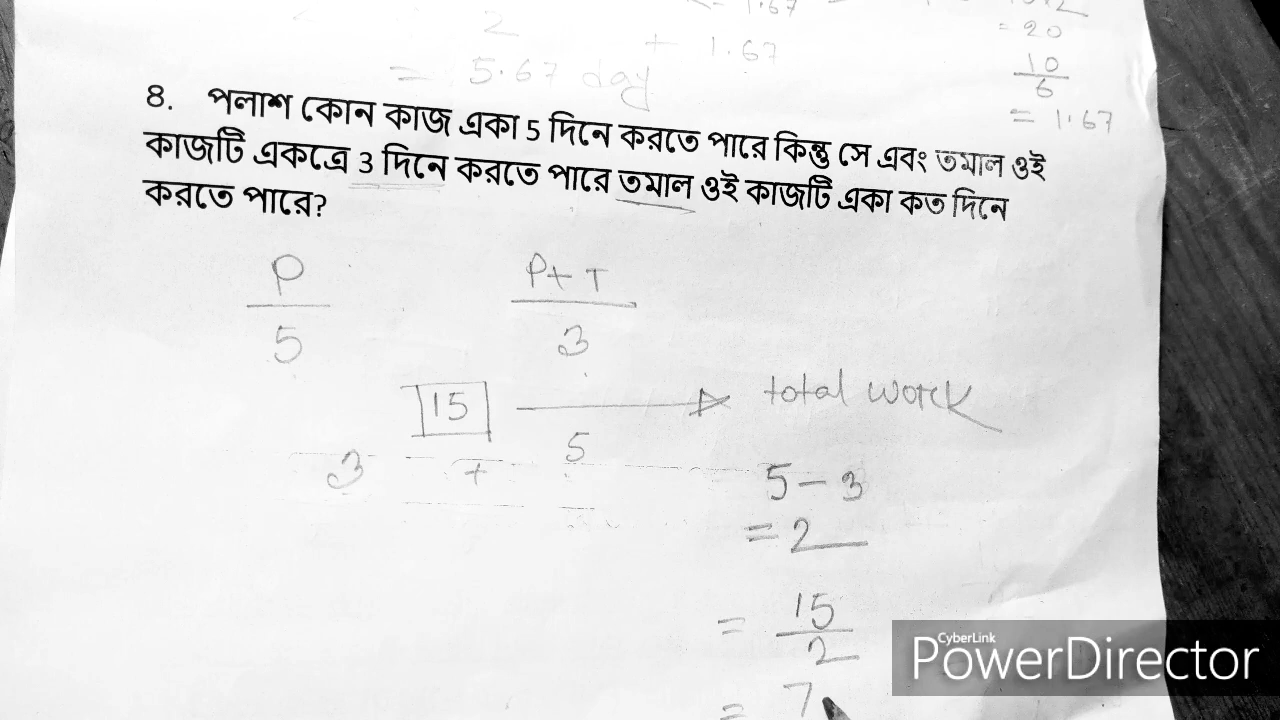 = 20
2
+ 1.67
10
6
= 5.67 day
= 1.67
8. পলাশ কোন কাজ একা 5 দিনে করতে পারে কিন্তু সে এবং তমাল ওই
কাজটি একত্রে 3 দিনে করতে পারে তমাল ওই কাজটি একা কত দিনে
করতে পারে?
P P+T
5 3
15 total work
3 + 5
5-3
= 2
= 15
2
= 7
CyberLink
PowerDirector